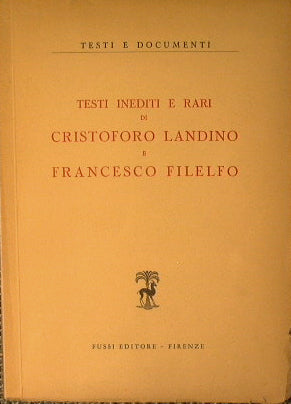 TESTI E DOCUMENTI
TESTI INEDITI E RARI
DI
CRISTOFORO LANDINO
E
FRANCESCO FILELFO
FUSSI EDITORE - FIRENZE